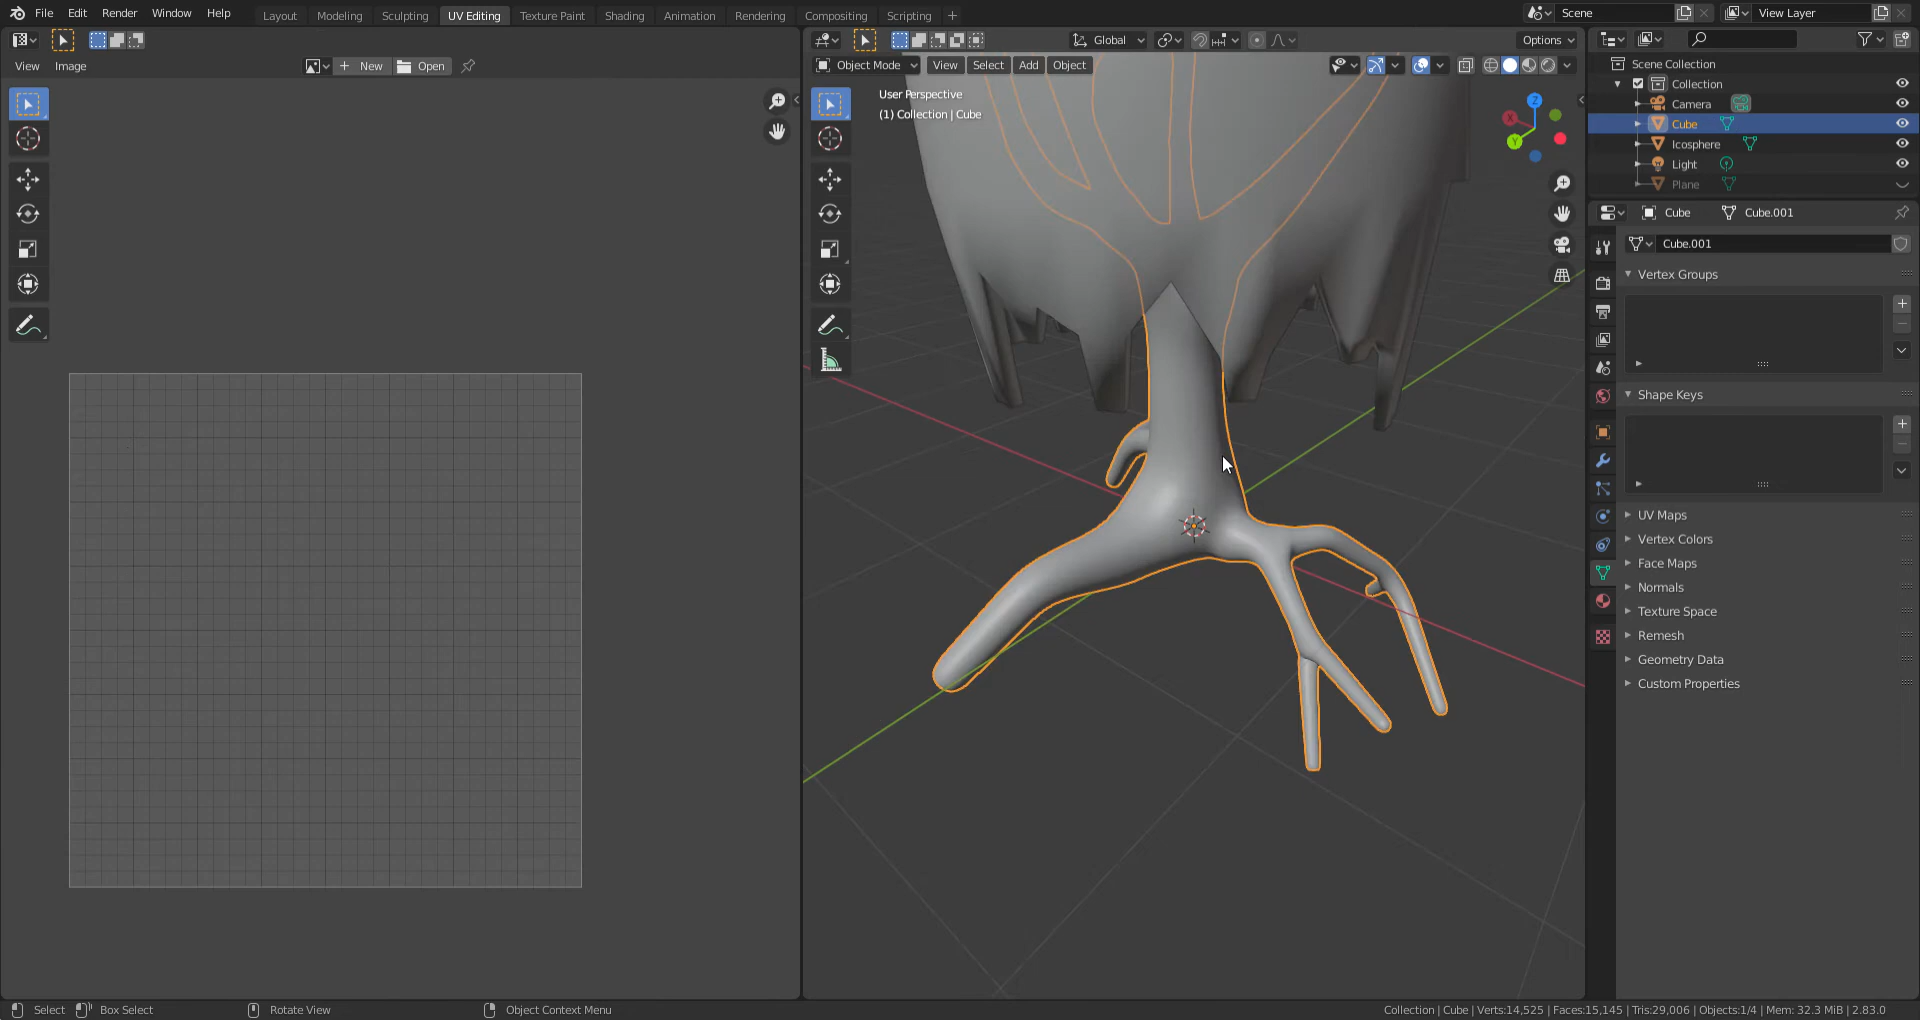 File Edit Render Window Help Layout Modeling Sculpting UV Editing Texture Paint Shading Animation Rendering Compositing Scripting + Scene View Layer
Global Options
View Image New Open Object Mode View Select Add Object
User Perspective
(1) Collection | Cube
X
Y
Z
Scene Collection
Collection
Camera
Cube
Icosphere
Light
Plane
Cube Cube.001
Cube.001
Vertex Groups
Shape Keys
UV Maps
Vertex Colors
Face Maps
Normals
Texture Space
Remesh
Geometry Data
Custom Properties
Select Box Select Rotate View Object Context Menu Collection | Cube | Verts:14,525 | Faces:15,145 | Tris:29,006 | Objects:1/4 | Mem: 32.3 MiB | 2.83.0